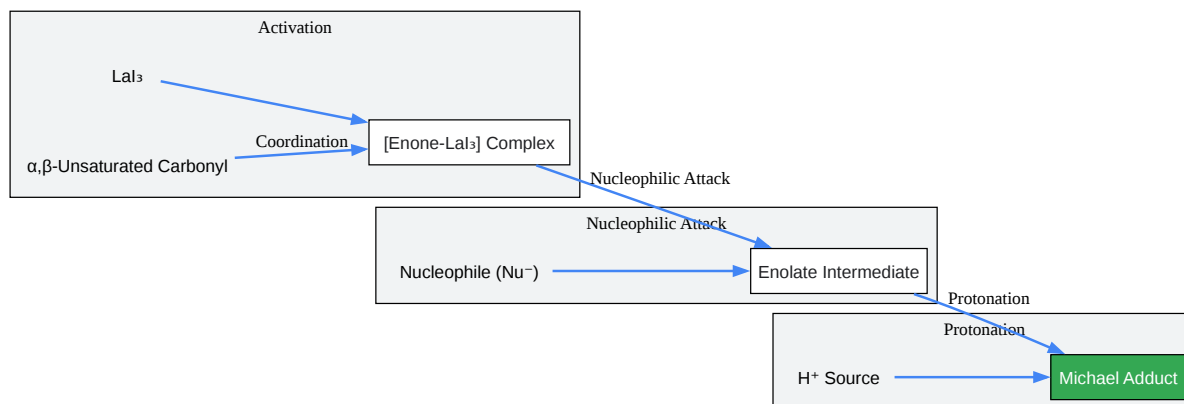 Activation
LaI₃
Coordination
[Enone-LaI₃] Complex
α,β-Unsaturated Carbonyl
Nucleophilic Attack
Nucleophilic Attack
Nucleophile (Nu⁻)
Enolate Intermediate
Protonation
Protonation
H⁺ Source
Michael Adduct